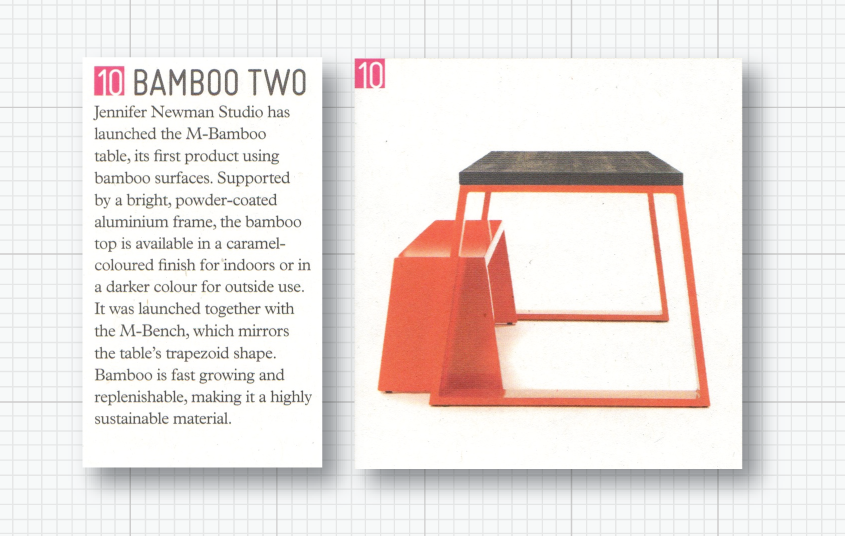 10 BAMBOO TWO
Jennifer Newman Studio has
launched the M-Bamboo
table, its first product using
bamboo surfaces. Supported
by a bright, powder-coated
aluminium frame, the bamboo
top is available in a caramel-
coloured finish for indoors or in
a darker colour for outside use.
It was launched together with
the M-Bench, which mirrors
the table's trapezoid shape.
Bamboo is fast growing and
replenishable, making it a highly
sustainable material.
10